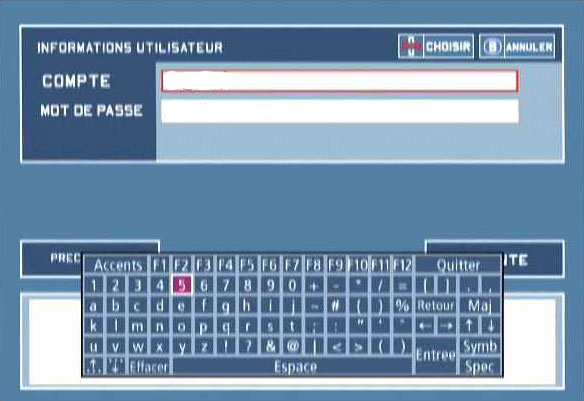 INFORMATIONS UTILISATEUR CHOISIR B ANNULER
COMPTE
MOT DE PASSE
PREC
ITE
Accents F1 F2 F3 F4 F5 F6 F7 F8 F9 F10 F11 F12 Quitter
1 2 3 4 5 6 7 8 9 0 + - * / = [ ] , .
a b c d e f g h i j ~ # ( ) % Retour Maj
k l m n o p q r s t ; : " ' ← → ↑ ↓
u v w x y z ! ? & @ | < > ( ) Entree Symb
Effacer Espace Spec